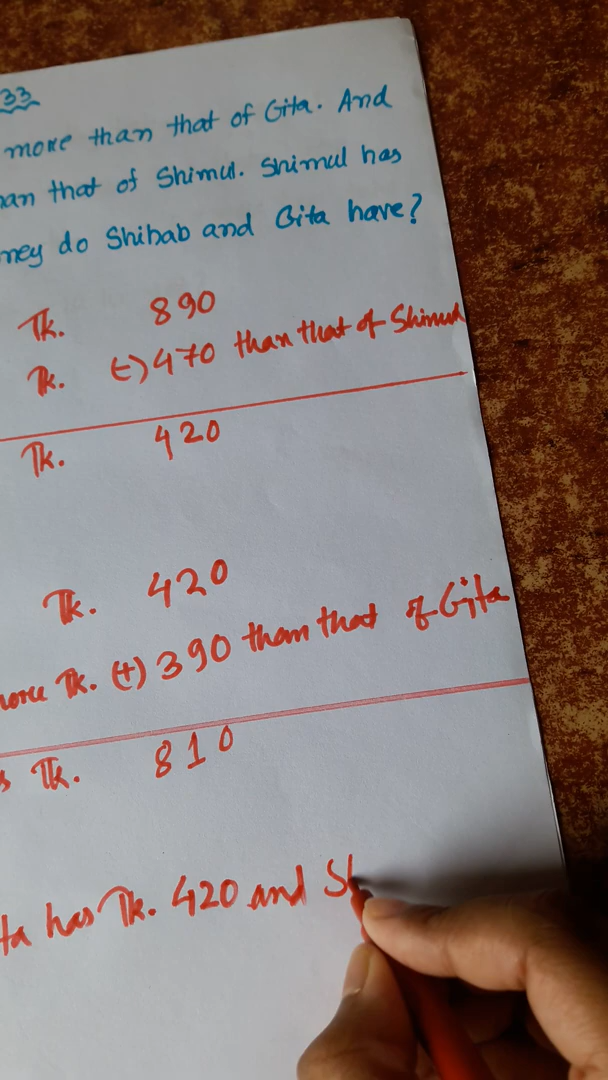 33
more than that of Gita. And
an that of Shimul. Shimul has
ney do Shihab and Gita have?
Tk. 890
Tk. (-) 470 than that of Shimul
Tk. 420
Tk. 420
more Tk. (+) 390 than that of Gita
s Tk. 810
ta has Tk. 420 and Sh